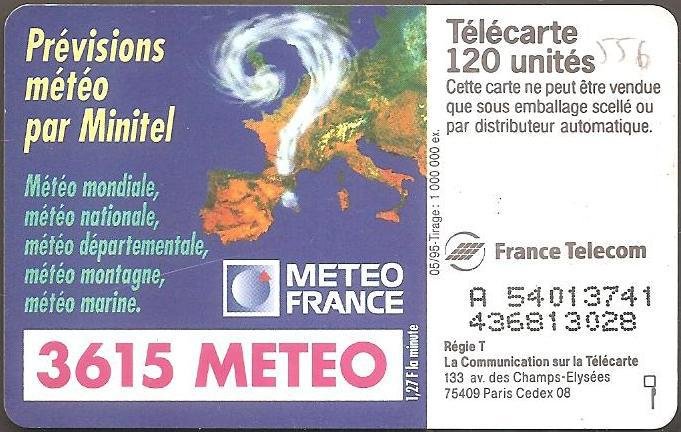 Prévisions
météo
par Minitel
Météo mondiale,
météo nationale,
météo départementale,
météo montagne,
météo marine.
METEO
FRANCE
3615 METEO
1,27 F la minute
05/95-Tirage : 1 000 000 ex.
Télécarte
120 unités
556
Cette carte ne peut être vendue
que sous emballage scellé ou
par distributeur automatique.
France Telecom
A 54013741
436813028
Régie T
La Communication sur la Télécarte
133 av. des Champs-Elysées
75409 Paris Cedex 08